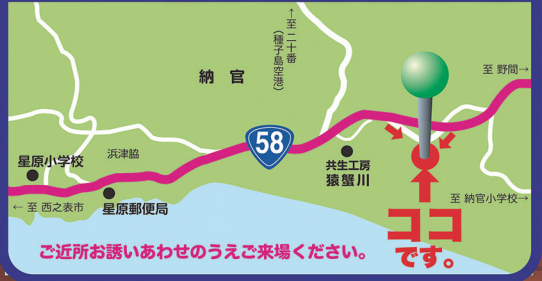 ←至 二十番
(種子島空港)
納官
至 野間→
58
浜津脇
星原小学校
共生工房
猿蟹川
← 至 西之表市
星原郵便局
至 納官小学校→
ココ
です。
ご近所お誘いあわせのうえご来場ください。